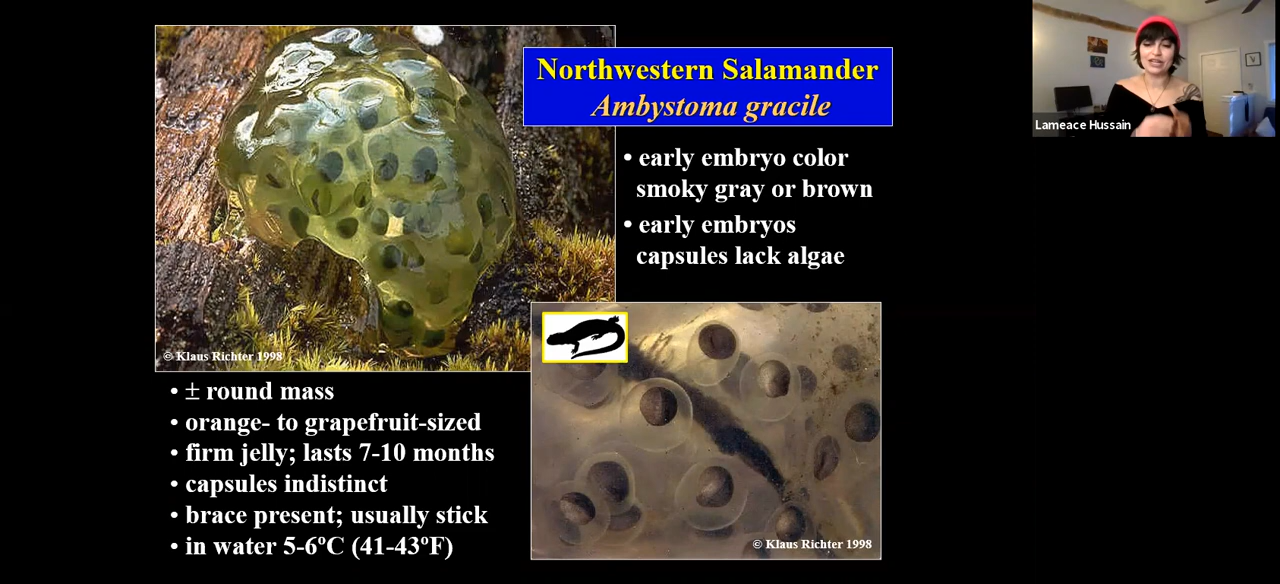 Northwestern Salamander
Ambystoma gracile
Lameace Hussain
• early embryo color
smoky gray or brown
• early embryos
capsules lack algae
© Klaus Richter 1998
• ± round mass
• orange- to grapefruit-sized
• firm jelly; lasts 7-10 months
• capsules indistinct
• brace present; usually stick
• in water 5-6ºC (41-43ºF)
© Klaus Richter 1998